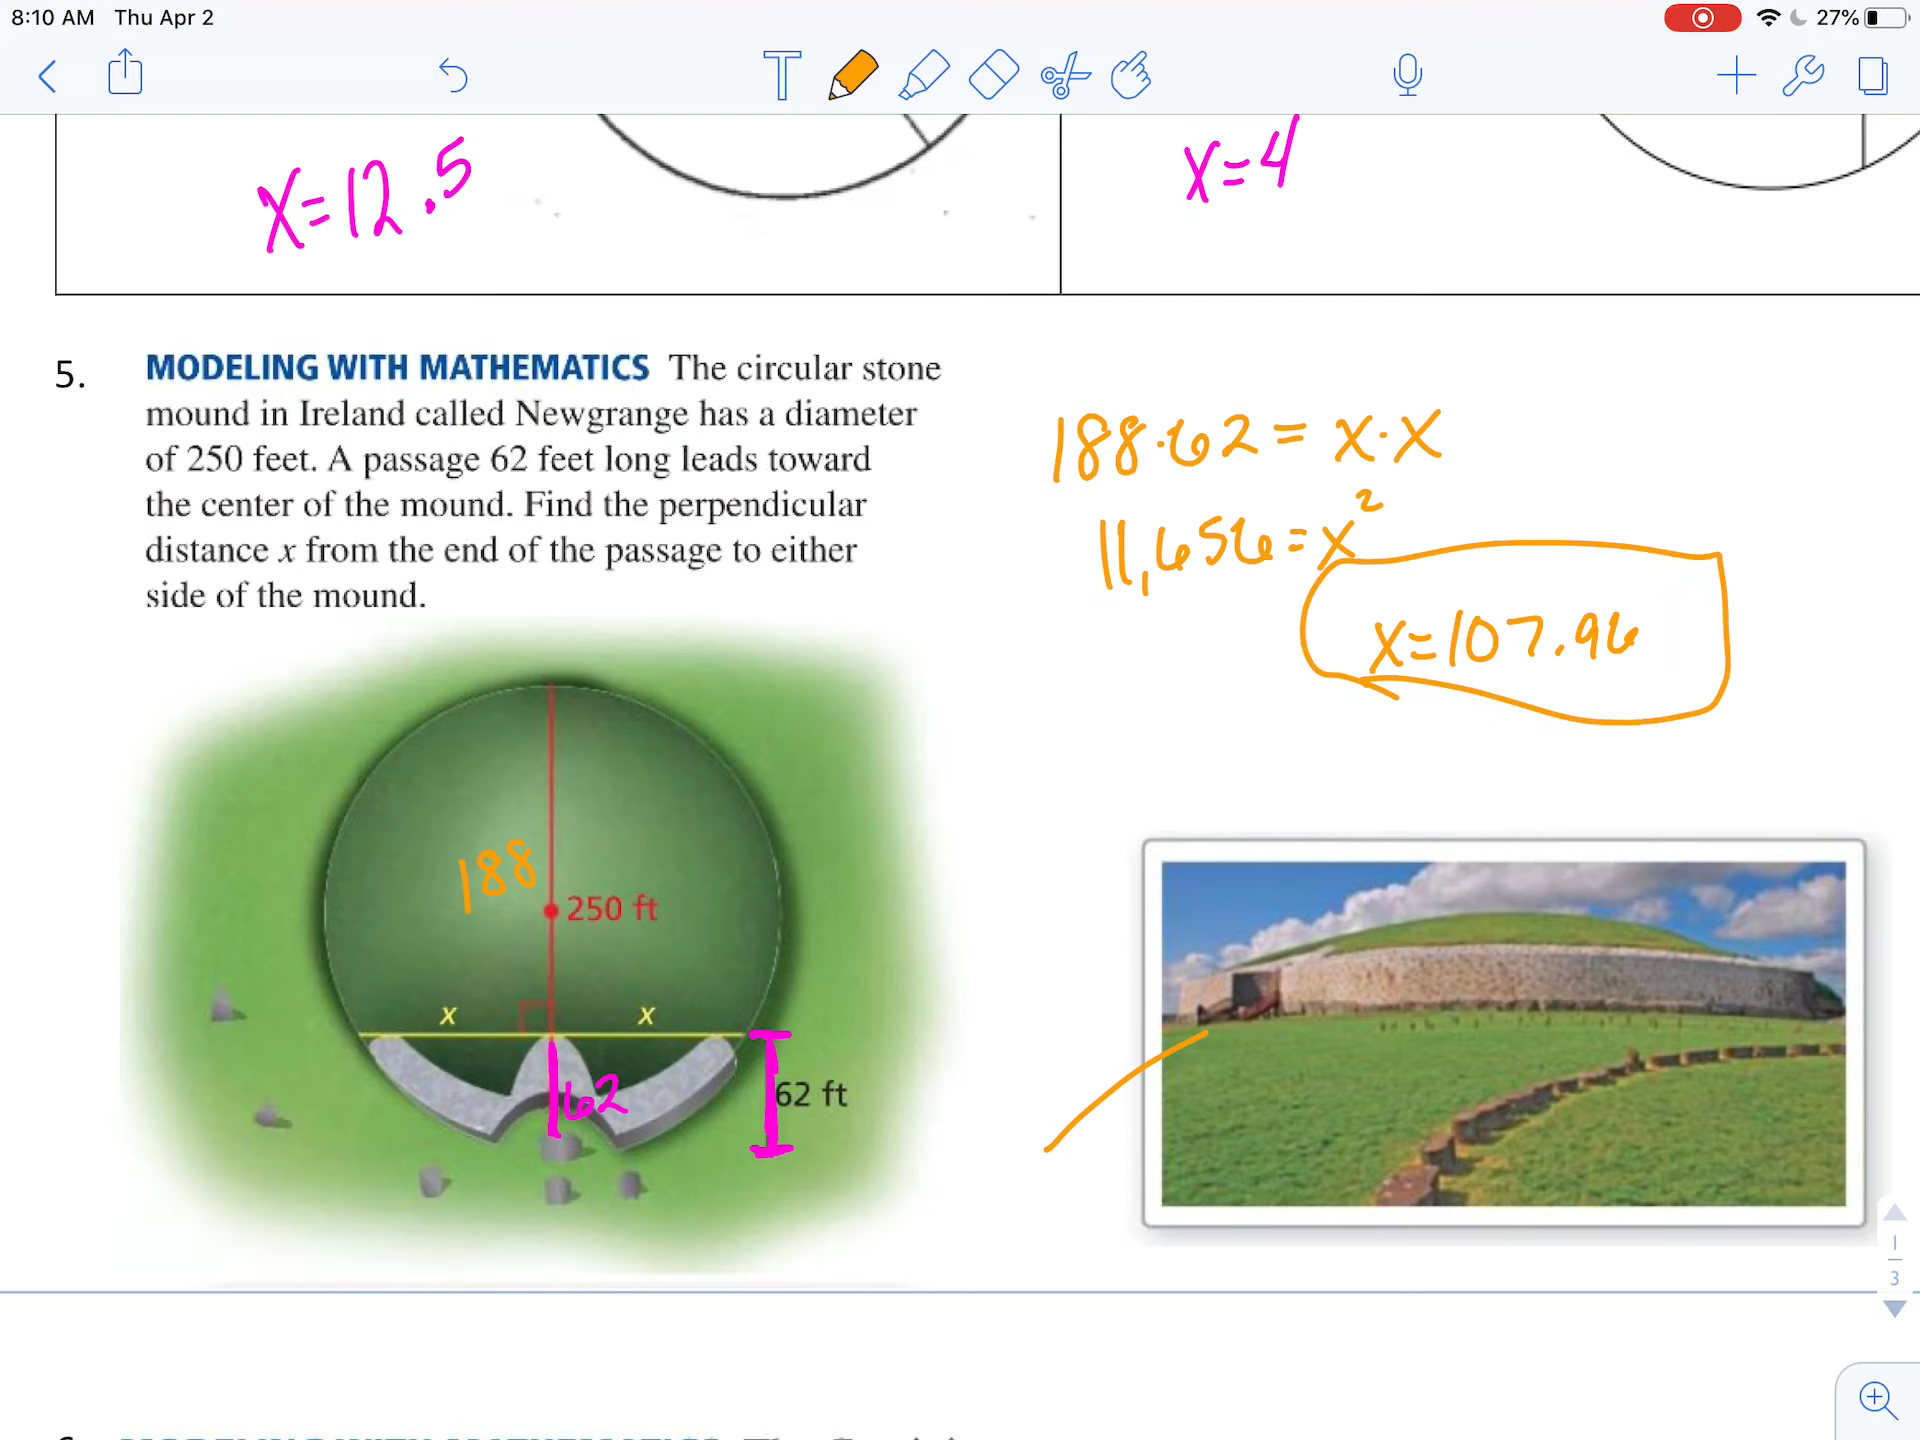 8:10 AM Thu Apr 2
27%
X=12.5
X=4
5.
MODELING WITH MATHEMATICS The circular stone
mound in Ireland called Newgrange has a diameter
of 250 feet. A passage 62 feet long leads toward
the center of the mound. Find the perpendicular
distance x from the end of the passage to either
side of the mound.
188·62 = x·x
11,656=x²
x=107.96
188
250 ft
x x
62
62 ft
1
3